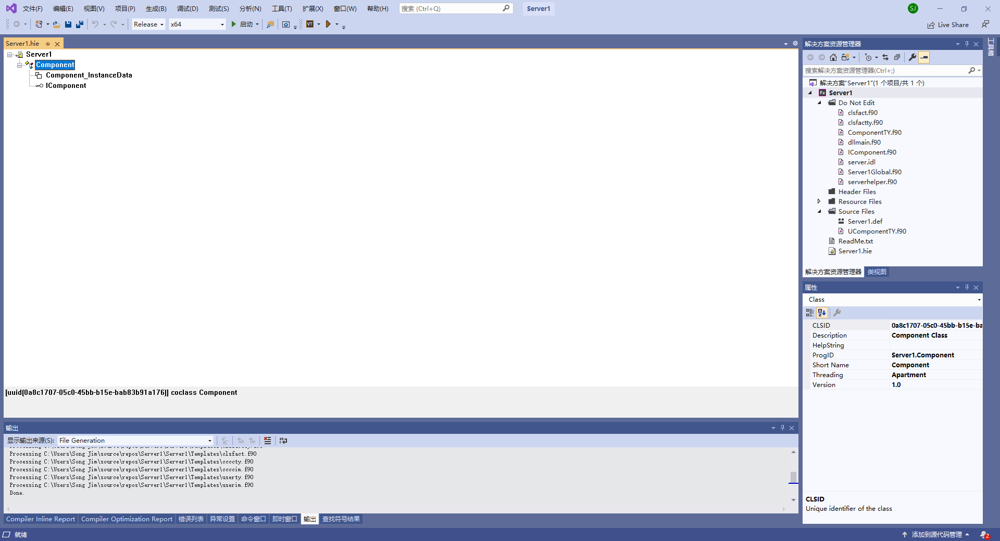 文件(F) 编辑(E) 视图(V) 项目(P) 生成(B) 调试(D) 测试(S) 分析(N) 工具(T) 扩展(X) 窗口(W) 帮助(H) 搜索 (Ctrl+Q) Server1 SJ
Release x64 启动 VT Live Share
Server1.hie
Server1
Component
Component_InstanceData
IComponent
[uuid(0a8c1707-05c0-45bb-b15e-bab83b91a176)] coclass Component
输出
显示输出来源(S): File Generation
Processing C:\Users\Song Jim\source\repos\Server1\Server1\Templates\clsfact.f90
Processing C:\Users\Song Jim\source\repos\Server1\Server1\Templates\ccccty.f90
Processing C:\Users\Song Jim\source\repos\Server1\Server1\Templates\ccccim.f90
Processing C:\Users\Song Jim\source\repos\Server1\Server1\Templates\userty.f90
Processing C:\Users\Song Jim\source\repos\Server1\Server1\Templates\userim.f90
Done.
Compiler Inline Report Compiler Optimization Report 错误列表 异常设置 命令窗口 即时窗口 输出 查找符号结果
解决方案资源管理器
搜索解决方案资源管理器(Ctrl+;)
解决方案"Server1"(1 个项目/共 1 个)
Fo Server1
Do Not Edit
clsfact.f90
clsfactty.f90
ComponentTY.f90
dllmain.f90
IComponent.f90
server.idl
Server1Global.f90
serverhelper.f90
Header Files
Resource Files
Source Files
Server1.def
UComponentTY.f90
ReadMe.txt
Server1.hie
解决方案资源管理器 类视图
属性
Class
CLSID 0a8c1707-05c0-45bb-b15e-ba
Description Component Class
HelpString
ProgID Server1.Component
Short Name Component
Threading Apartment
Version 1.0
CLSID
Unique identifier of the class
工具箱
就绪 添加到源代码管理 2